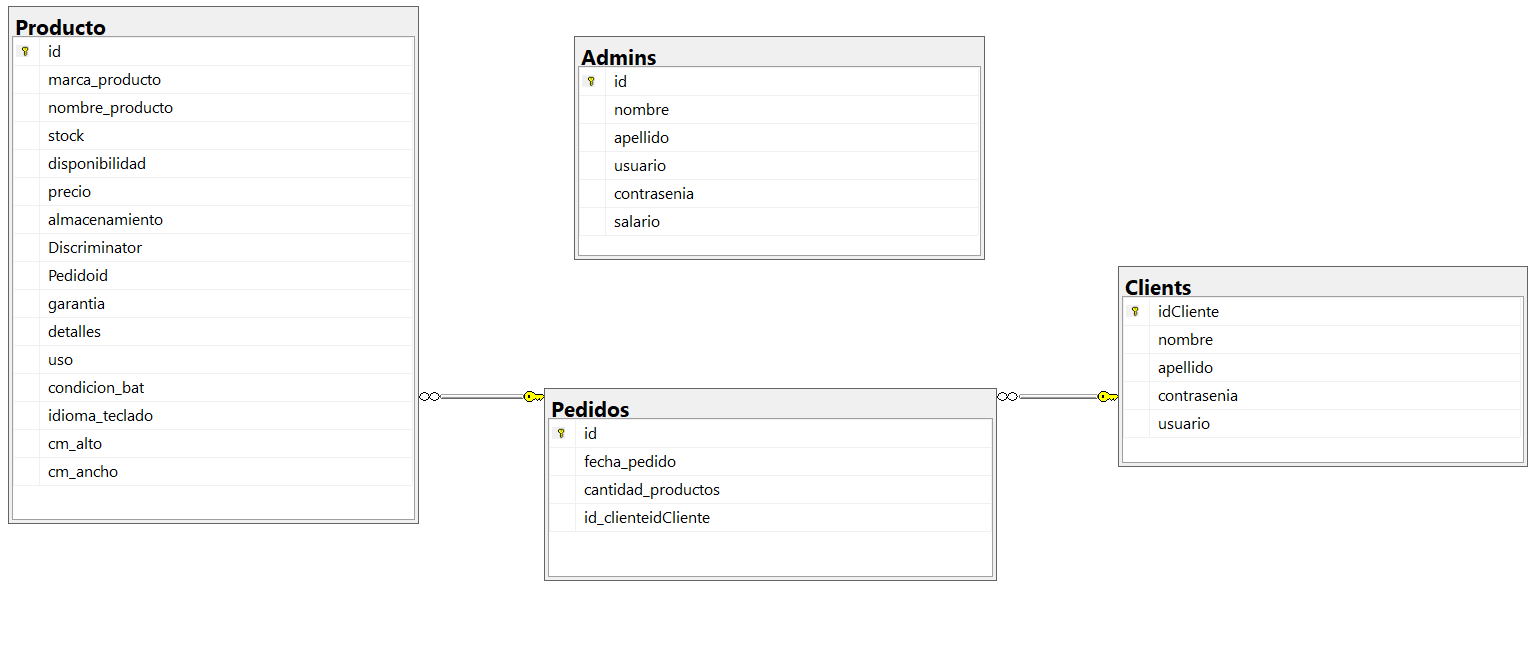 Producto
id
marca_producto
nombre_producto
stock
disponibilidad
precio
almacenamiento
Discriminator
Pedidoid
garantia
detalles
uso
condicion_bat
idioma_teclado
cm_alto
cm_ancho
Admins
id
nombre
apellido
usuario
contrasenia
salario
Pedidos
id
fecha_pedido
cantidad_productos
id_clienteidCliente
Clients
idCliente
nombre
apellido
contrasenia
usuario